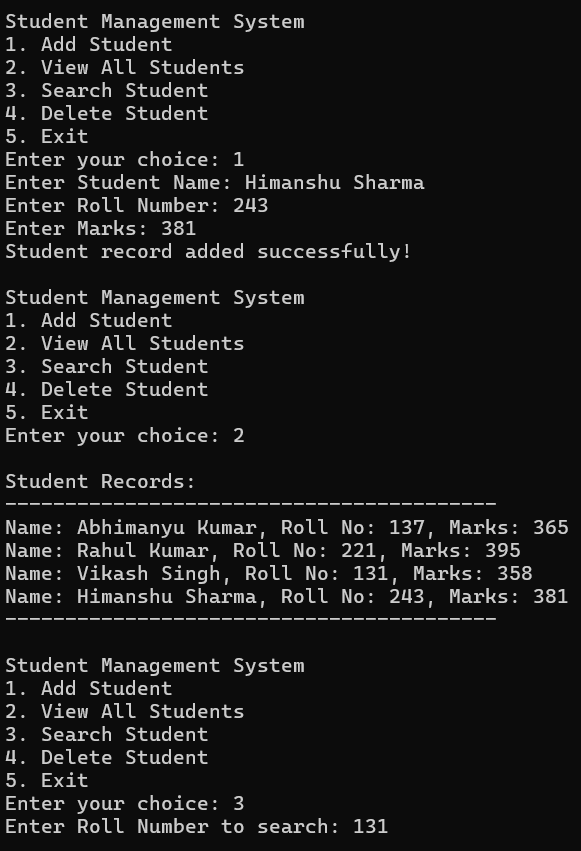 Student Management System
1. Add Student
2. View All Students
3. Search Student
4. Delete Student
5. Exit
Enter your choice: 1
Enter Student Name: Himanshu Sharma
Enter Roll Number: 243
Enter Marks: 381
Student record added successfully!

Student Management System
1. Add Student
2. View All Students
3. Search Student
4. Delete Student
5. Exit
Enter your choice: 2

Student Records:
-----------------------------------------
Name: Abhimanyu Kumar, Roll No: 137, Marks: 365
Name: Rahul Kumar, Roll No: 221, Marks: 395
Name: Vikash Singh, Roll No: 131, Marks: 358
Name: Himanshu Sharma, Roll No: 243, Marks: 381
-----------------------------------------

Student Management System
1. Add Student
2. View All Students
3. Search Student
4. Delete Student
5. Exit
Enter your choice: 3
Enter Roll Number to search: 131